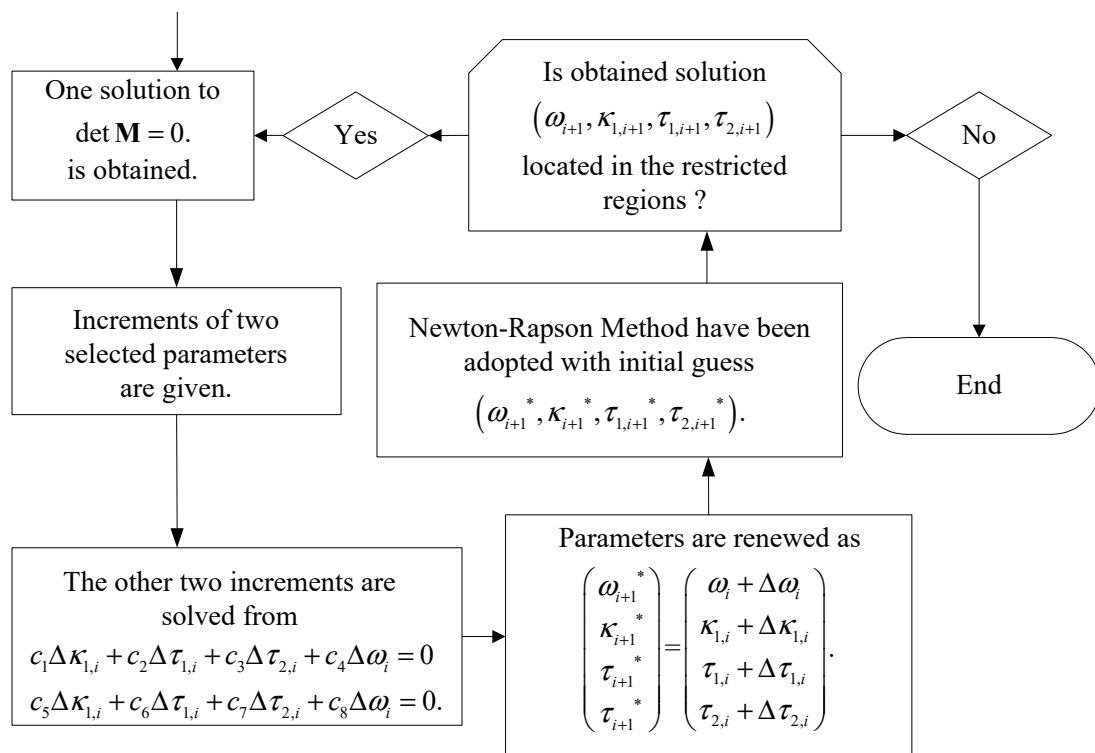 One solution to
det M = 0.
is obtained.
Yes
Is obtained solution
(ω_{i+1}, κ_{1,i+1}, τ_{1,i+1}, τ_{2,i+1})
located in the restricted
regions ?
No
Increments of two
selected parameters
are given.
Newton-Rapson Method have been
adopted with initial guess
(ω_{i+1}*, κ_{i+1}*, τ_{1,i+1}*, τ_{2,i+1}*).
End
The other two increments are
solved from
c_1Δκ_{1,i} + c_2Δτ_{1,i} + c_3Δτ_{2,i} + c_4Δω_i = 0
c_5Δκ_{1,i} + c_6Δτ_{1,i} + c_7Δτ_{2,i} + c_8Δω_i = 0.
Parameters are renewed as
(ω_{i+1}*
κ_{i+1}*
τ_{i+1}*
τ_{i+1}*)
=
(ω_i + Δω_i
κ_{1,i} + Δκ_{1,i}
τ_{1,i} + Δτ_{1,i}
τ_{2,i} + Δτ_{2,i}).